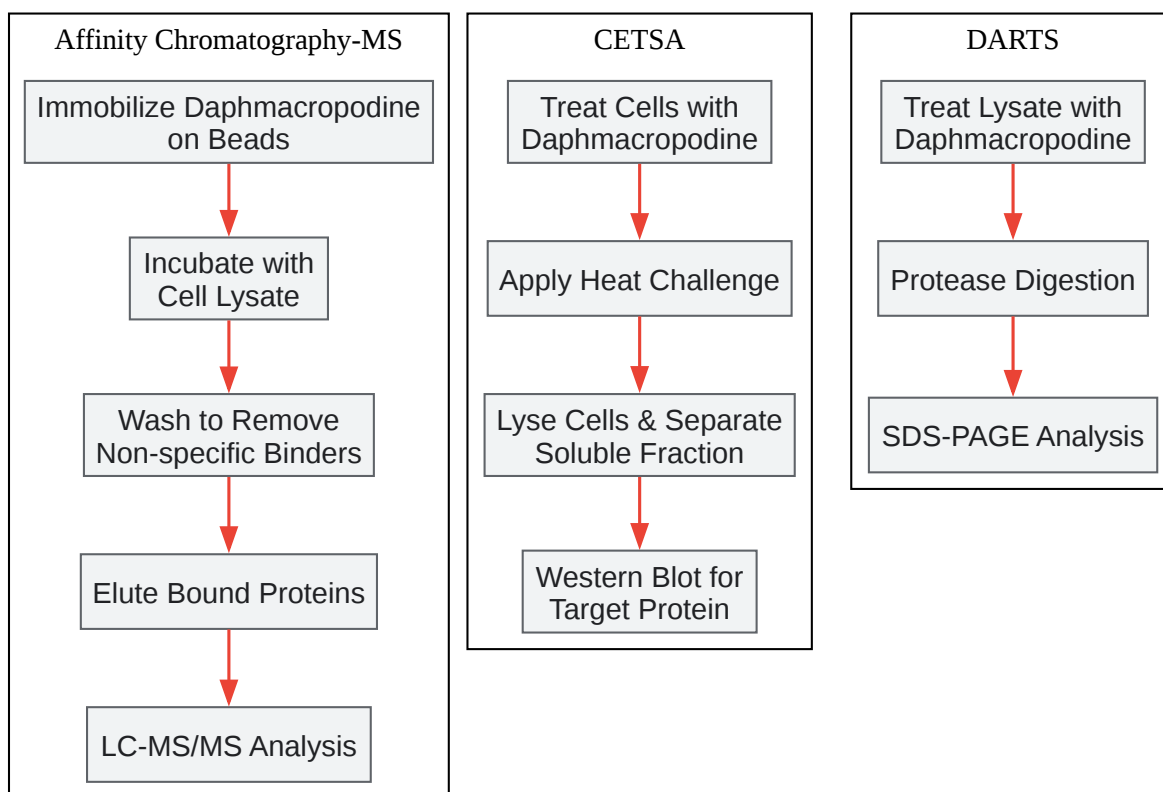 Affinity Chromatography-MS
Immobilize Daphmacropodine
on Beads
Incubate with
Cell Lysate
Wash to Remove
Non-specific Binders
Elute Bound Proteins
LC-MS/MS Analysis
CETSA
Treat Cells with
Daphmacropodine
Apply Heat Challenge
Lyse Cells & Separate
Soluble Fraction
Western Blot for
Target Protein
DARTS
Treat Lysate with
Daphmacropodine
Protease Digestion
SDS-PAGE Analysis